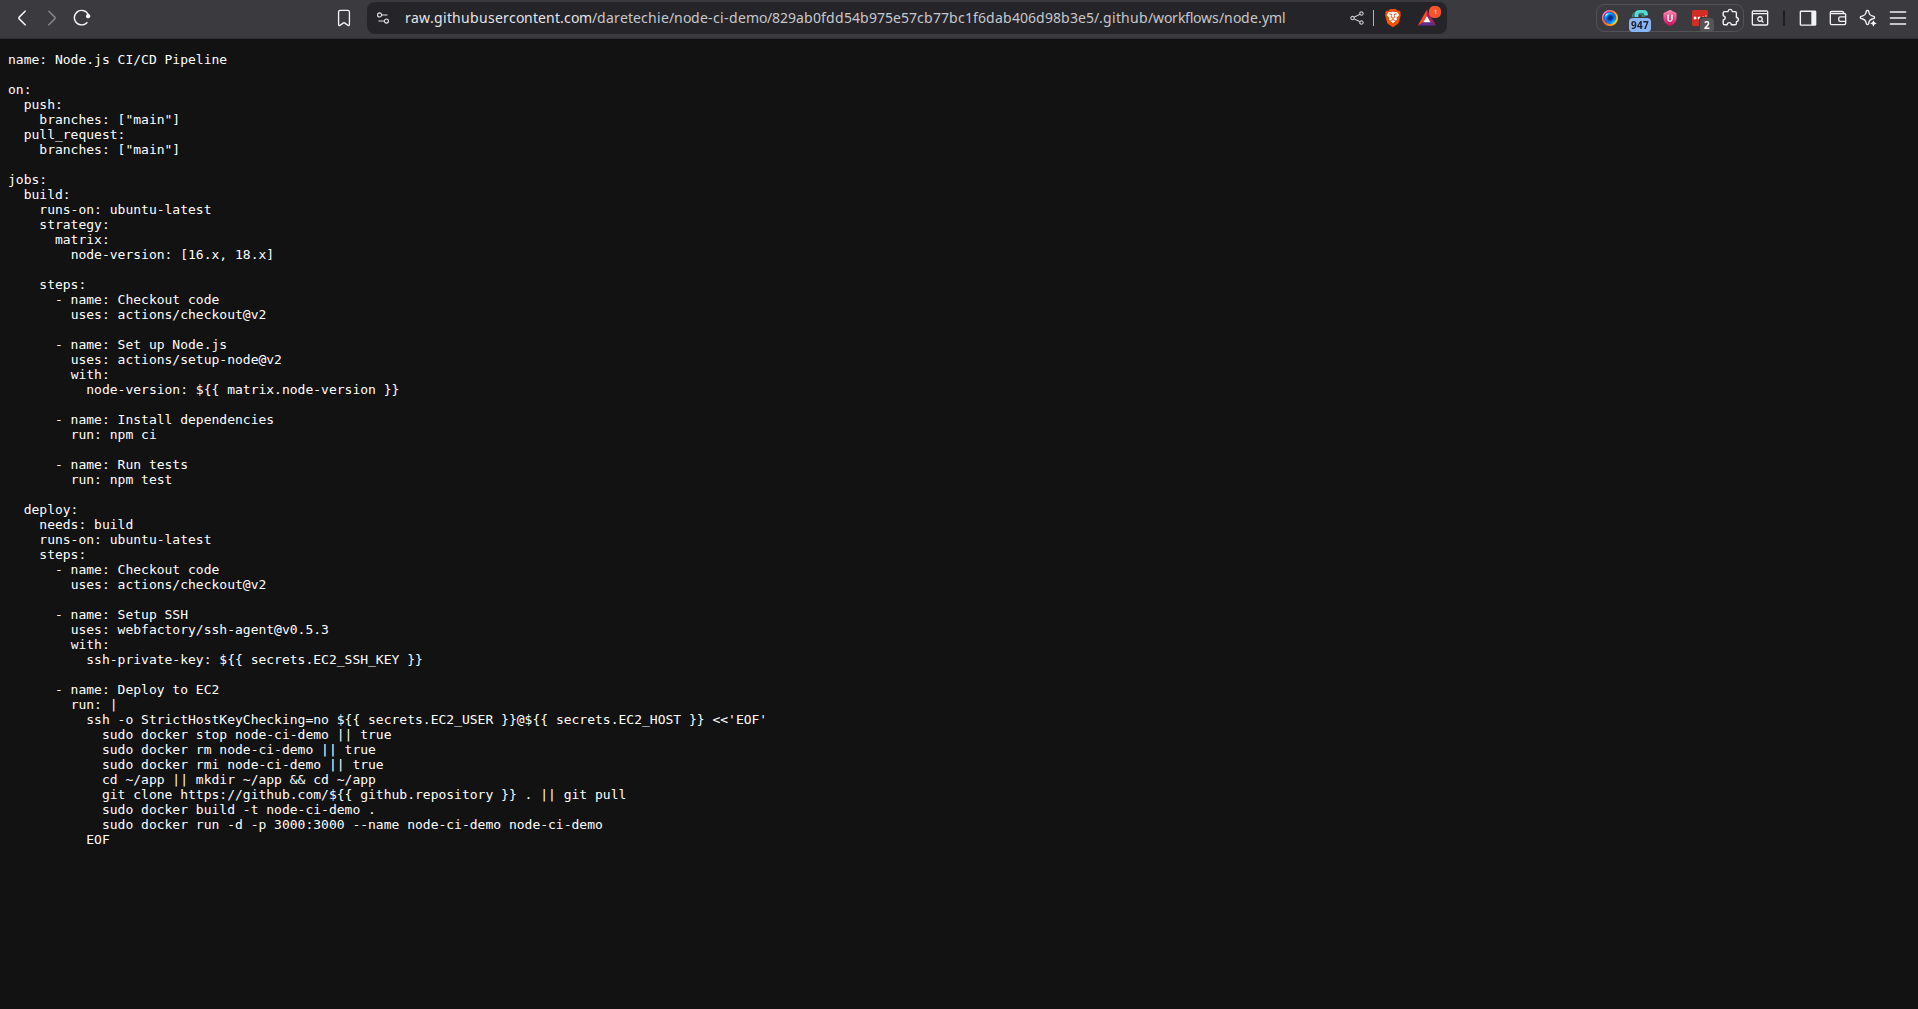 raw.githubusercontent.com/daretechie/node-ci-demo/829ab0fdd54b975e57cb77bc1f6dab406d98b3e5/.github/workflows/node.yml
947
2
name: Node.js CI/CD Pipeline

on:
  push:
    branches: ["main"]
  pull_request:
    branches: ["main"]

jobs:
  build:
    runs-on: ubuntu-latest
    strategy:
      matrix:
        node-version: [16.x, 18.x]

    steps:
      - name: Checkout code
        uses: actions/checkout@v2

      - name: Set up Node.js
        uses: actions/setup-node@v2
        with:
          node-version: ${{ matrix.node-version }}

      - name: Install dependencies
        run: npm ci

      - name: Run tests
        run: npm test

  deploy:
    needs: build
    runs-on: ubuntu-latest
    steps:
      - name: Checkout code
        uses: actions/checkout@v2

      - name: Setup SSH
        uses: webfactory/ssh-agent@v0.5.3
        with:
          ssh-private-key: ${{ secrets.EC2_SSH_KEY }}

      - name: Deploy to EC2
        run: |
          ssh -o StrictHostKeyChecking=no ${{ secrets.EC2_USER }}@${{ secrets.EC2_HOST }} <<'EOF'
            sudo docker stop node-ci-demo || true
            sudo docker rm node-ci-demo || true
            sudo docker rmi node-ci-demo || true
            cd ~/app || mkdir ~/app && cd ~/app
            git clone https://github.com/${{ github.repository }} . || git pull
            sudo docker build -t node-ci-demo .
            sudo docker run -d -p 3000:3000 --name node-ci-demo node-ci-demo
          EOF